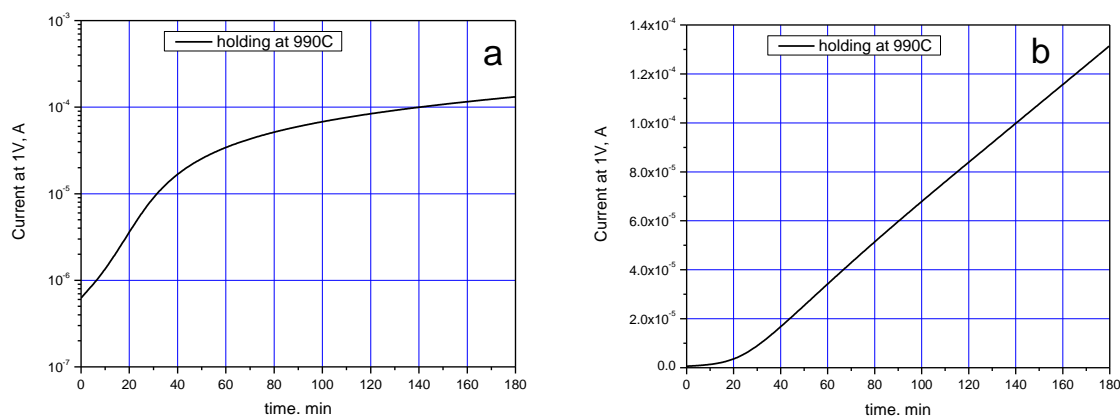 10⁻³
10⁻⁴
10⁻⁵
10⁻⁶
10⁻⁷
Current at 1V, A
holding at 990C
a
0 20 40 60 80 100 120 140 160 180
time, min
1.4x10⁻⁴
1.2x10⁻⁴
1.0x10⁻⁴
8.0x10⁻⁵
6.0x10⁻⁵
4.0x10⁻⁵
2.0x10⁻⁵
0.0
Current at 1V, A
holding at 990C
b
0 20 40 60 80 100 120 140 160 180
time, min